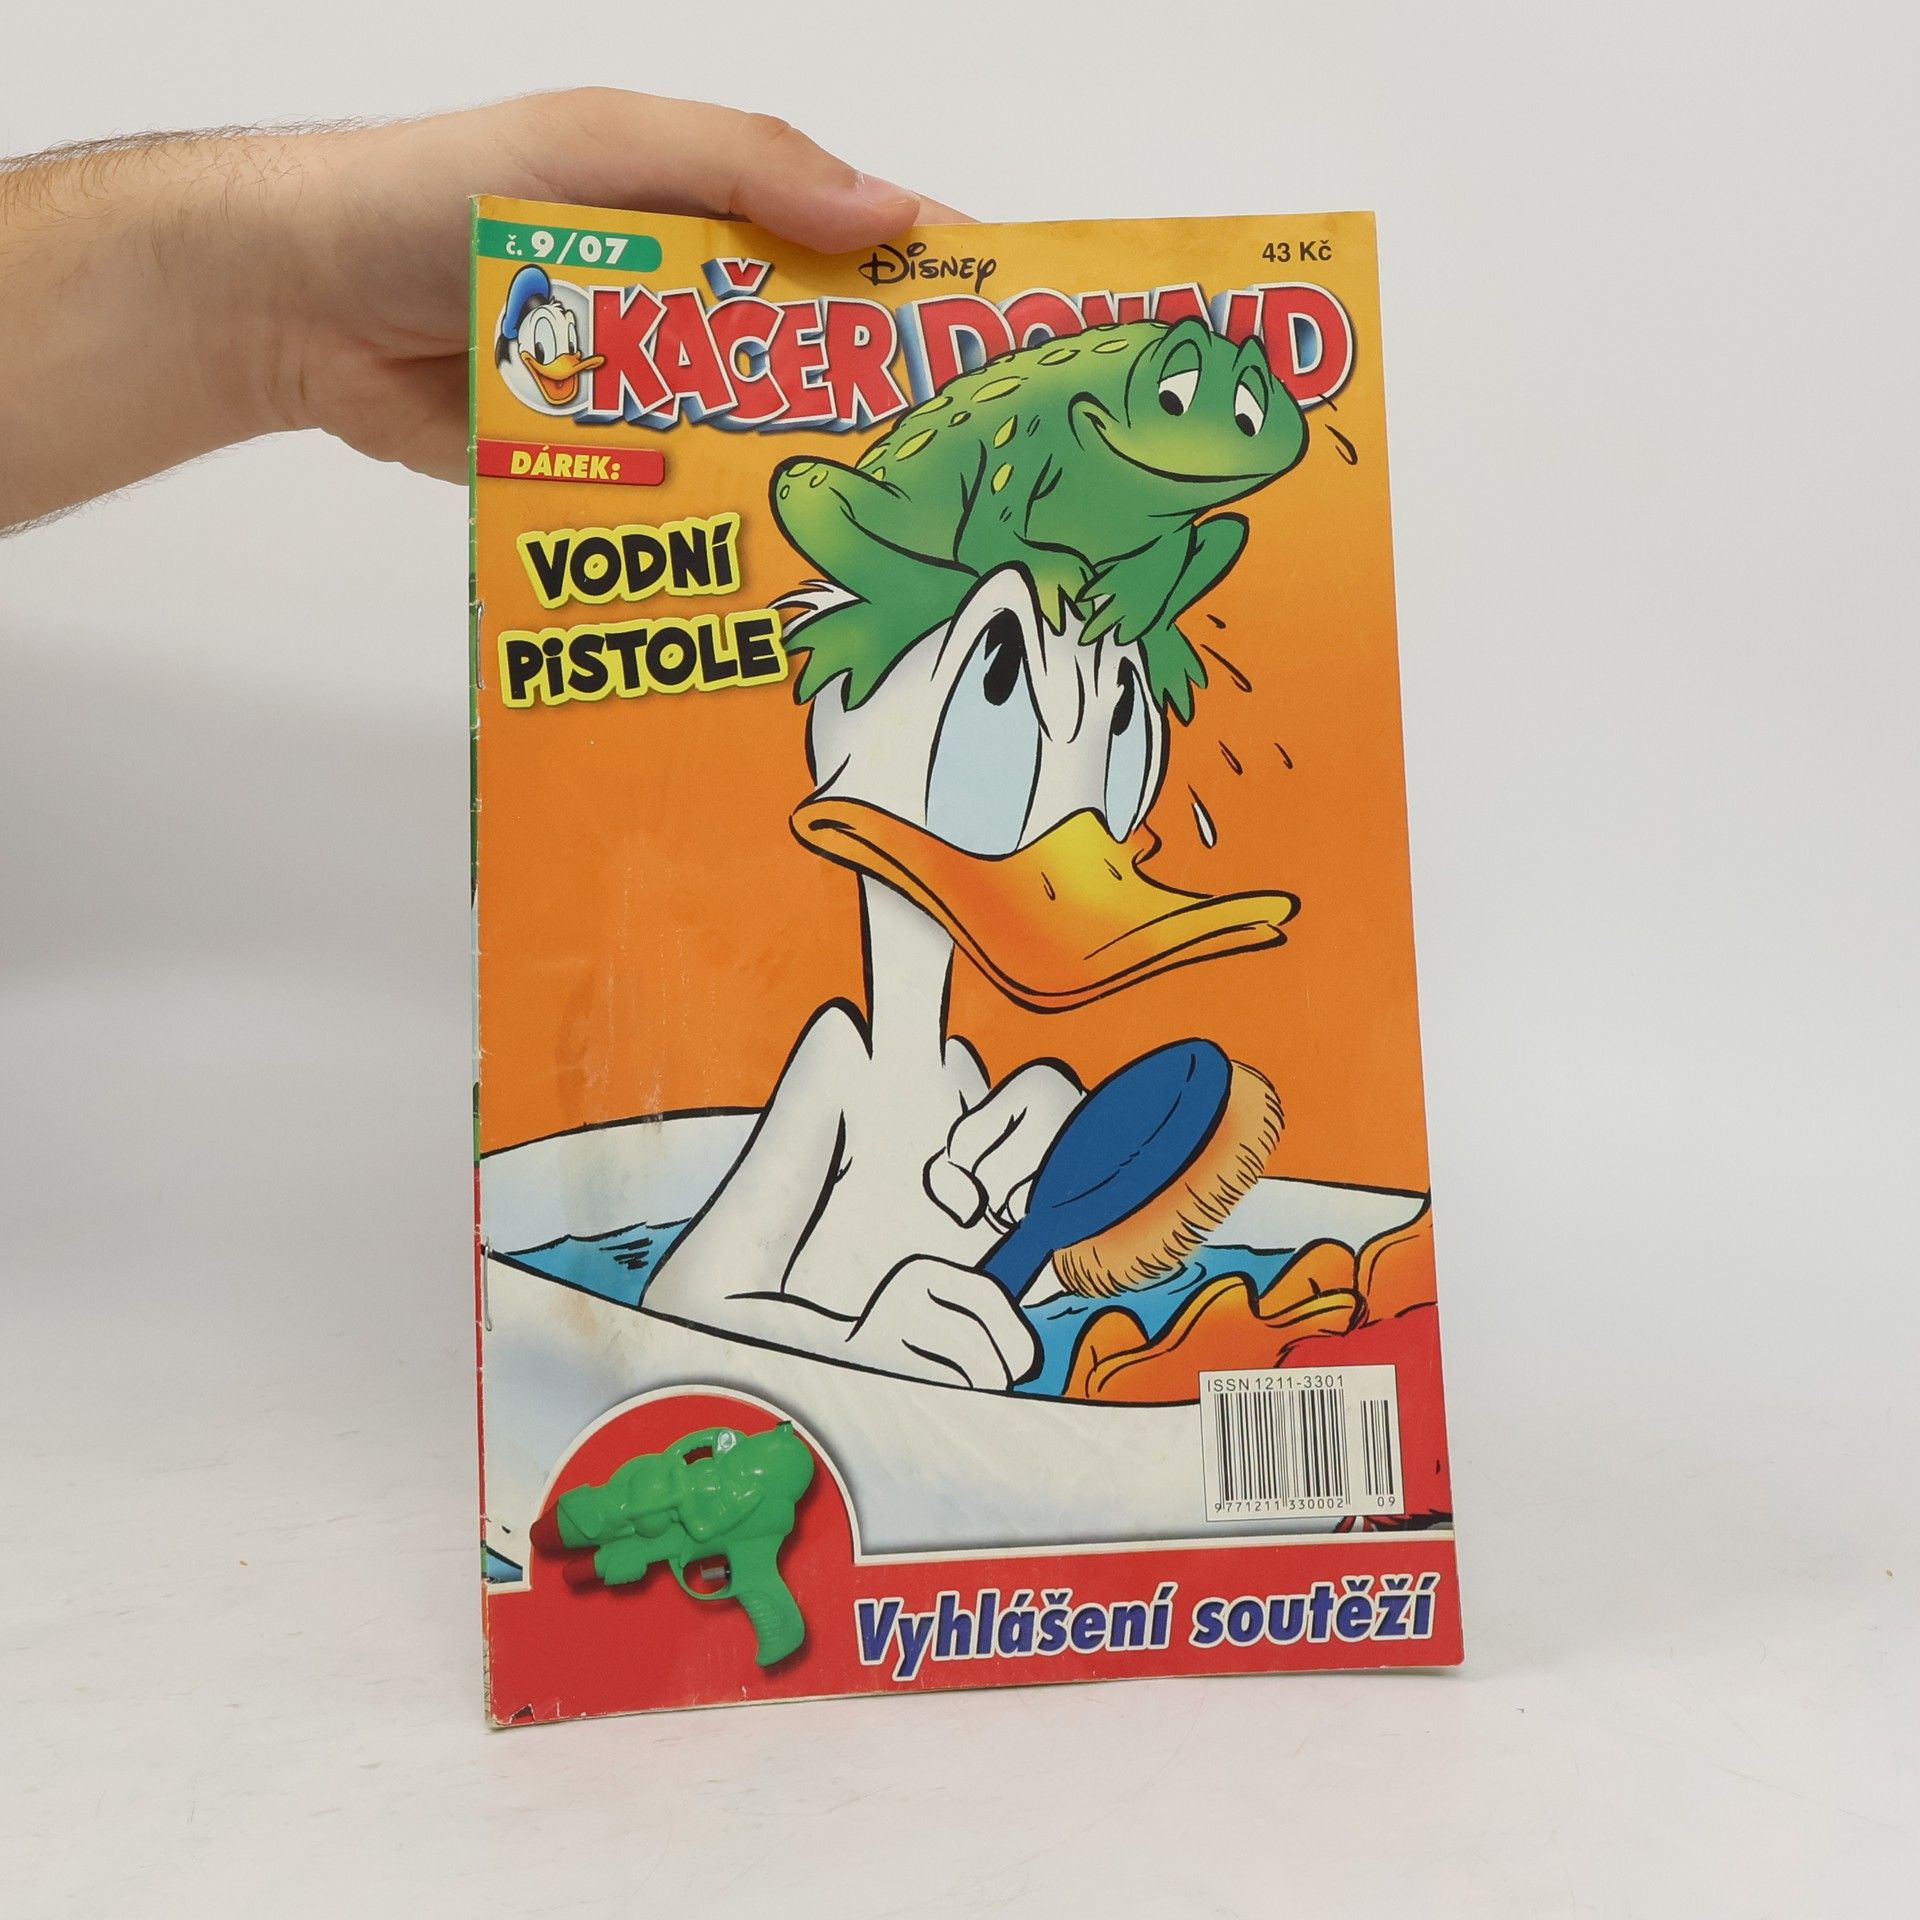 č. 9/07
Disney
43 Kč
KAČER DONALD
DÁREK:
VODNÍ
PISTOLE
ISSN 1211-3301
9 771211 330002
09
Vyhlášení soutěží